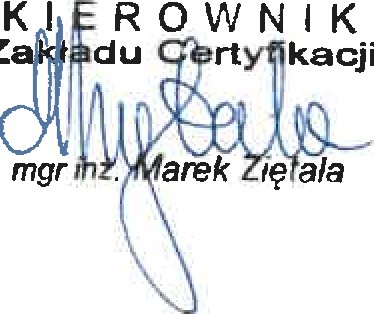 KIEROWNIK
Zakładu Certyfikacji
mgr inż. Marek Ziętala